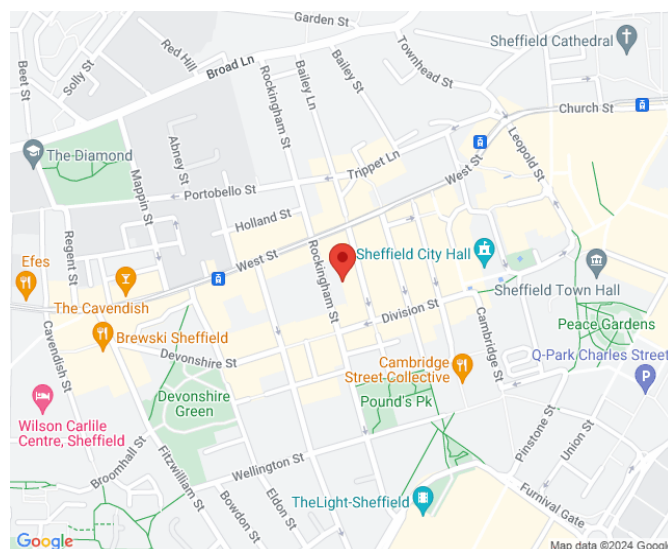 Garden St
Red Hill
Solly St
Beet St
Broad Ln
Rockingham St
Bailey Ln
Bailey St
Townhead St
Sheffield Cathedral
Church St
The Diamond
Abney St
Mappin St
Trippet Ln
West St
Leopold St
Portobello St
Holland St
Regent St
West St
Rockingham St
Sheffield City Hall
Efes
The Cavendish
Sheffield Town Hall
Division St
Cambridge St
Peace Gardens
Brewski Sheffield
Devonshire St
Cavendish St
Cambridge
Street-Collective
Q-Park Charles Street
P
Devonshire
Green
Pound's Pk
Wilson Carlile
Centre, Sheffield
Pinstone St
Union St
Broomhall St
Fitzwilliam St
Wellington St
Bowdon St
Eldon St
TheLight-Sheffield
Furnival Gate
Google
Map data ©2024 Google